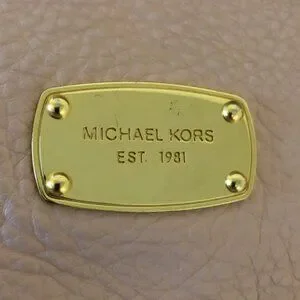 MICHAEL KORS
EST. 1981